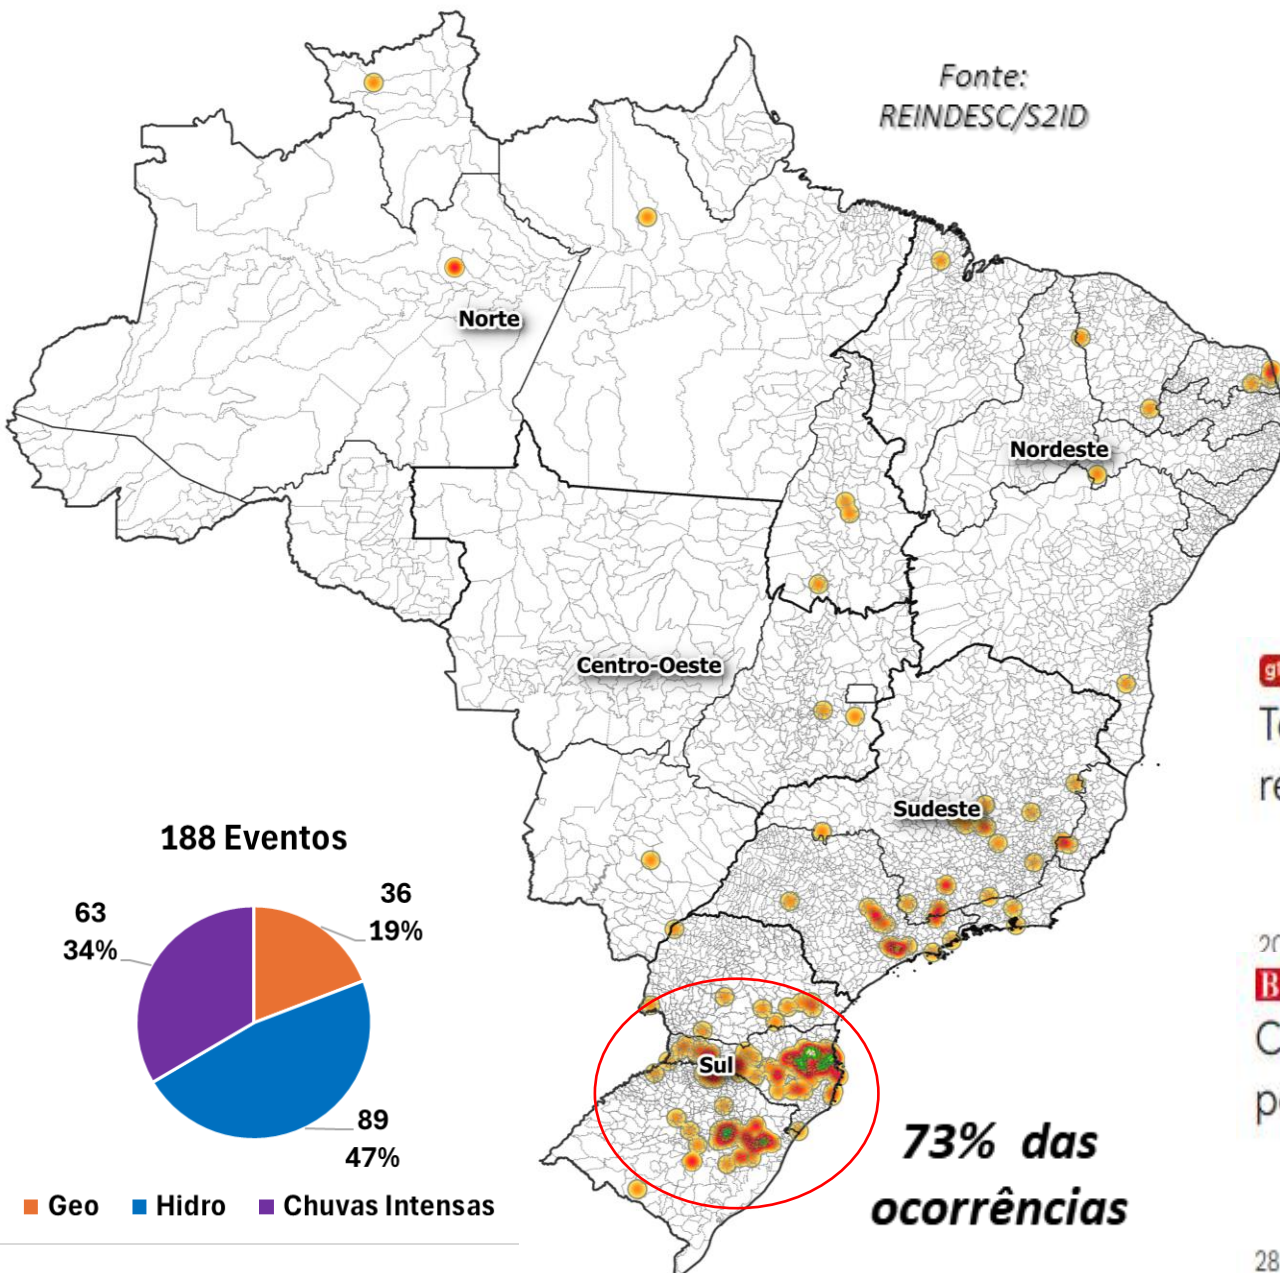 Fonte:
REINDESC/S2ID
Norte
Nordeste
Centro-Oeste
Sudeste
Sul
188 Eventos
36
19%
63
34%
89
47%
Geo
Hidro
Chuvas Intensas
73% das
ocorrências
B
28